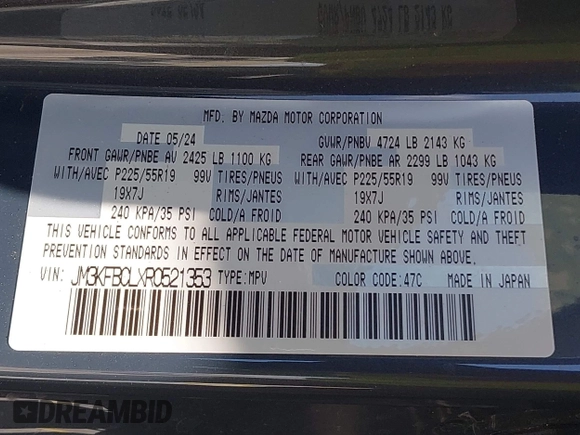 MFD. BY MAZDA MOTOR CORPORATION
DATE 05/24 GVWR/PNBV 4724 LB 2143 KG
FRONT GAWR/PNBE AV 2425 LB 1100 KG REAR GAWR/PNBE AR 2299 LB 1043 KG
WITH/AVEC P225/55R19 99V TIRES/PNEUS WITH/AVEC P225/55R19 99V TIRES/PNEUS
19X7J RIMS/JANTES 19X7J RIMS/JANTES
240 KPA/35 PSI COLD/A FROID 240 KPA/35 PSI COLD/A FROID
THIS VEHICLE CONFORMS TO ALL APPLICABLE FEDERAL MOTOR VEHICLE SAFETY AND THEFT
PREVENTION STANDARDS IN EFFECT ON THE DATE OF MANUFACTURE SHOWN ABOVE.
VIN: JM3KFBCLXR0521353 TYPE:MPV COLOR CODE:47C MADE IN JAPAN
DREAMBID